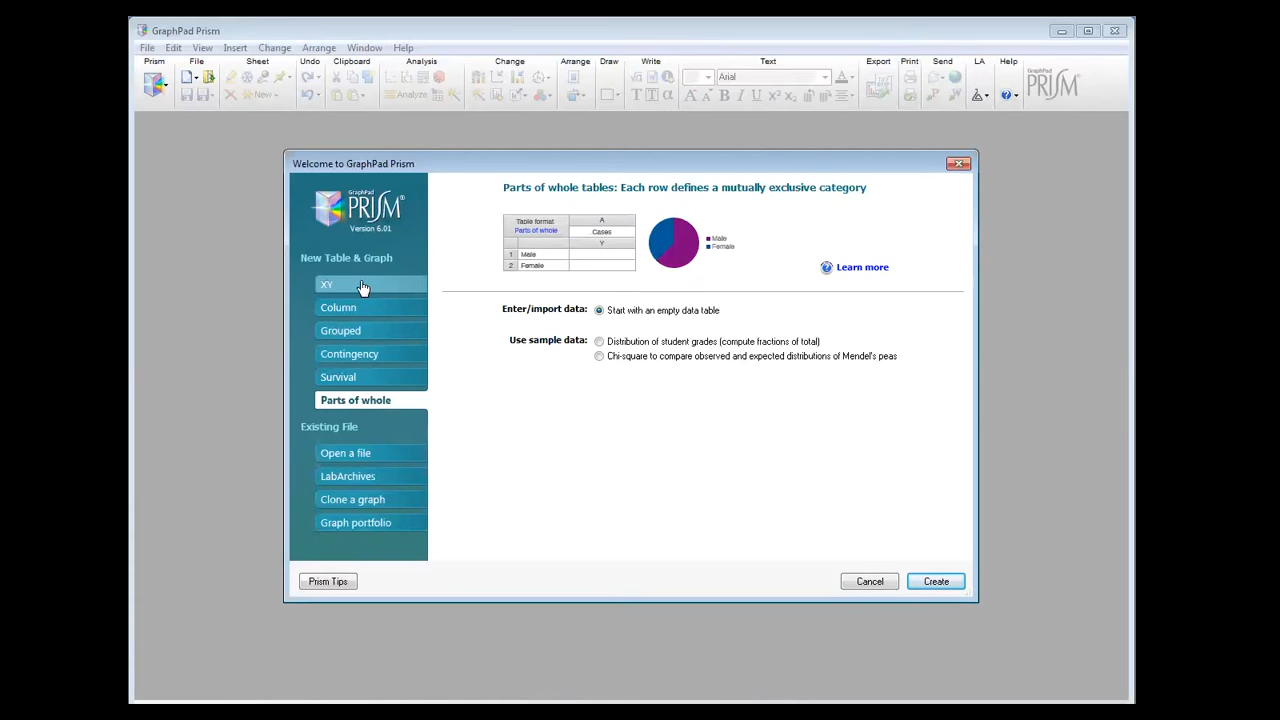 GraphPad Prism
File Edit View Insert Change Arrange Window Help
Prism File Sheet Undo Clipboard Analysis Change Arrange Draw Write Text Export Print Send LA Help
Arial
GraphPad
PRISM
New
Analyze
Welcome to GraphPad Prism
GraphPad
PRISM®
Version 6.01
New Table & Graph
XY
Column
Grouped
Contingency
Survival
Parts of whole
Existing File
Open a file
LabArchives
Clone a graph
Graph portfolio
Parts of whole tables: Each row defines a mutually exclusive category
Table format
Parts of whole
A
Cases
Y
1 Male
2 Female
Male
Female
Learn more
Enter/import data: Start with an empty data table
Use sample data: Distribution of student grades (compute fractions of total)
Chi-square to compare observed and expected distributions of Mendel's peas
Prism Tips Cancel Create